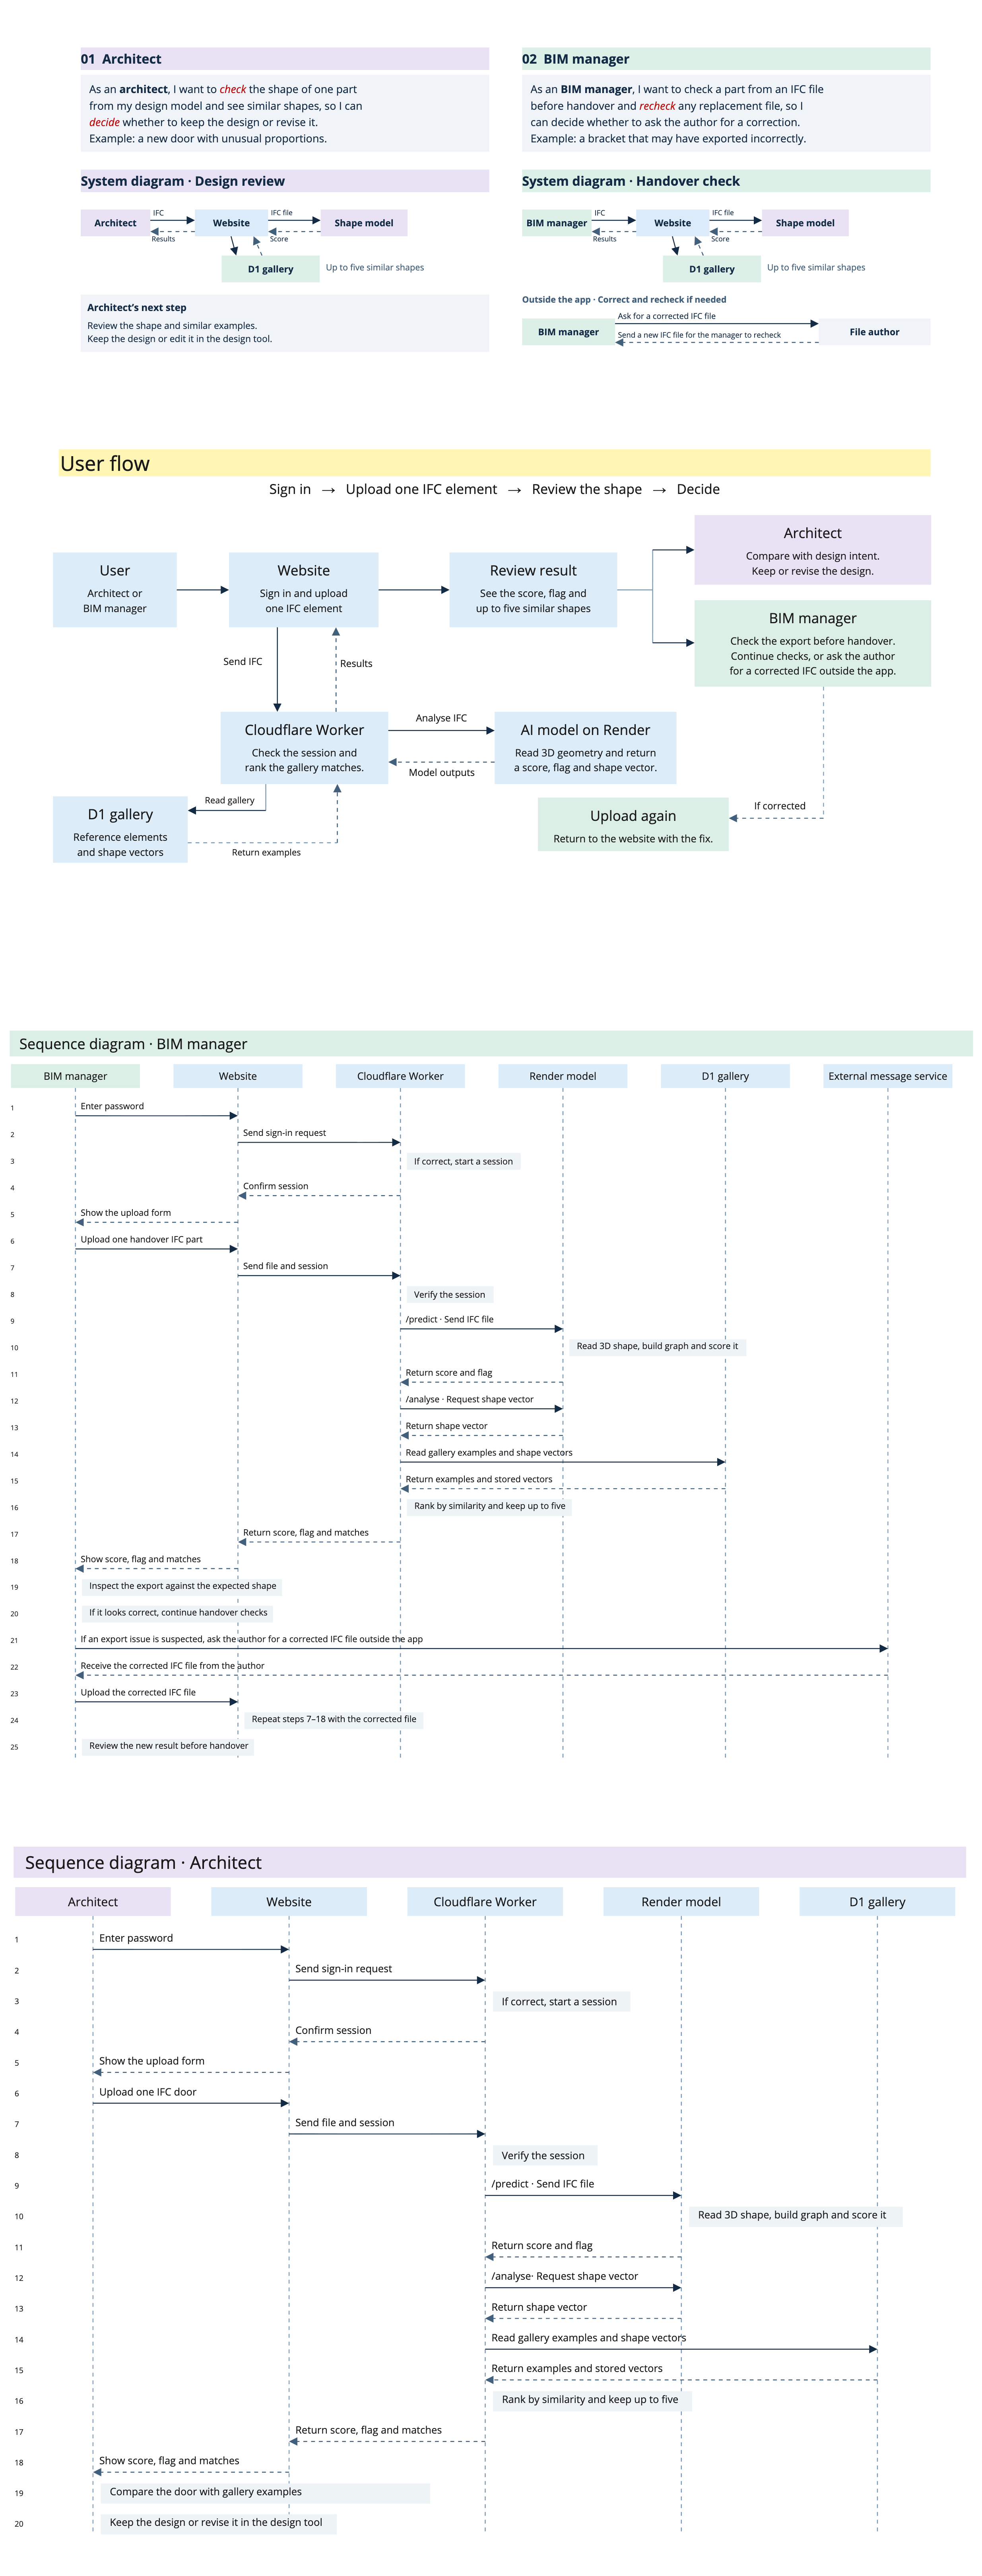 01 Architect
As an architect, I want to check the shape of one part
from my design model and see similar shapes, so I can
decide whether to keep the design or revise it.
Example: a new door with unusual proportions.
System diagram · Design review
Architect
IFC
Results
Website
IFC file
Score
Shape model
D1 gallery
Up to five similar shapes
Architect’s next step
Review the shape and similar examples.
Keep the design or edit it in the design tool.
02 BIM manager
As an BIM manager, I want to check a part from an IFC file
before handover and recheck any replacement file, so I
can decide whether to ask the author for a correction.
Example: a bracket that may have exported incorrectly.
System diagram · Handover check
BIM manager
IFC
Results
Website
IFC file
Score
Shape model
D1 gallery
Up to five similar shapes
Outside the app · Correct and recheck if needed
BIM manager
Ask for a corrected IFC file
Send a new IFC file for the manager to recheck
File author
User flow
Sign in → Upload one IFC element → Review the shape → Decide
User
Architect or
BIM manager
Website
Sign in and upload
one IFC element
Review result
See the score, flag and
up to five similar shapes
Architect
Compare with design intent.
Keep or revise the design.
BIM manager
Check the export before handover.
Continue checks, or ask the author
for a corrected IFC outside the app.
Send IFC
Results
Cloudflare Worker
Check the session and
rank the gallery matches.
Analyse IFC
Model outputs
AI model on Render
Read 3D geometry and return
a score, flag and shape vector.
Read gallery
D1 gallery
Reference elements
and shape vectors
Return examples
Upload again
Return to the website with the fix.
If corrected
Sequence diagram · BIM manager
BIM manager
Website
Cloudflare Worker
Render model
D1 gallery
External message service
1
Enter password
2
Send sign-in request
3
If correct, start a session
4
Confirm session
5
Show the upload form
6
Upload one handover IFC part
7
Send file and session
8
Verify the session
9
/predict · Send IFC file
10
Read 3D shape, build graph and score it
11
Return score and flag
12
/analyse · Request shape vector
13
Return shape vector
14
Read gallery examples and shape vectors
15
Return examples and stored vectors
16
Rank by similarity and keep up to five
17
Return score, flag and matches
18
Show score, flag and matches
19
Inspect the export against the expected shape
20
If it looks correct, continue handover checks
21
If an export issue is suspected, ask the author for a corrected IFC file outside the app
22
Receive the corrected IFC file from the author
23
Upload the corrected IFC file
24
Repeat steps 7–18 with the corrected file
25
Review the new result before handover
Sequence diagram · Architect
Architect
Website
Cloudflare Worker
Render model
D1 gallery
1
Enter password
2
Send sign-in request
3
If correct, start a session
4
Confirm session
5
Show the upload form
6
Upload one IFC door
7
Send file and session
8
Verify the session
9
/predict · Send IFC file
10
Read 3D shape, build graph and score it
11
Return score and flag
12
/analyse· Request shape vector
13
Return shape vector
14
Read gallery examples and shape vectors
15
Return examples and stored vectors
16
Rank by similarity and keep up to five
17
Return score, flag and matches
18
Show score, flag and matches
19
Compare the door with gallery examples
20
Keep the design or revise it in the design tool